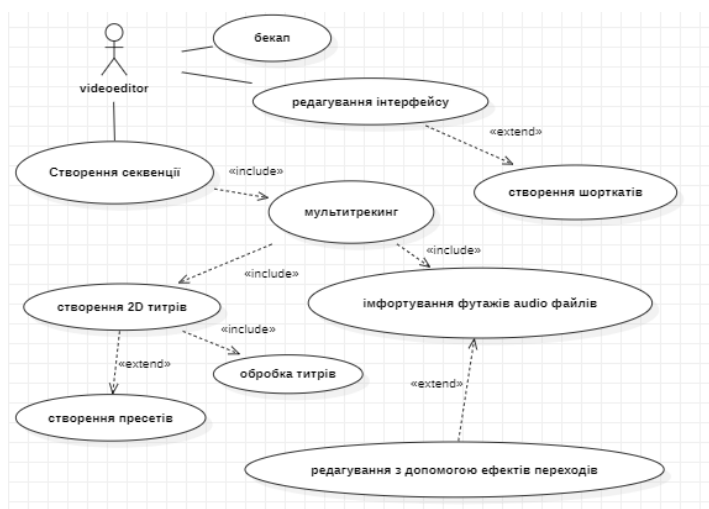 бекап
videoeditor
редагування інтерфейсу
«extend»
Створення секвенції
«include»
створення шорткатів
мультитрекинг
«include»
«include»
створення 2D титрів
імфортування футажів audio файлів
«include»
«extend»
обробка титрів
«extend»
створення пресетів
редагування з допомогою ефектів переходів